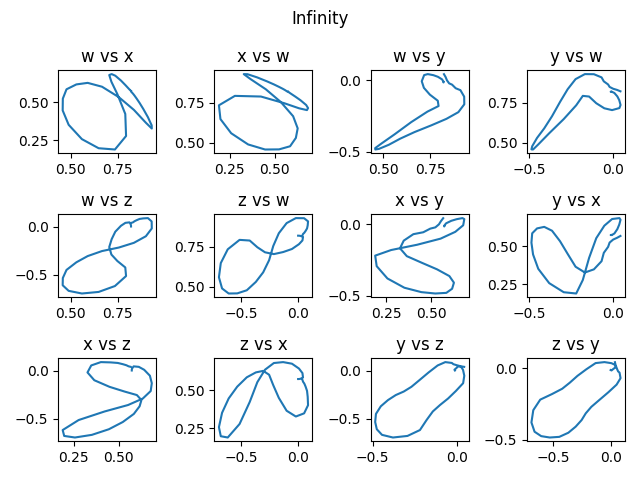 Infinity
w vs x
x vs w
w vs y
y vs w
0.50
0.25
0.75
0.50
0.0
−0.5
0.75
0.50
0.50 0.75
0.25 0.50
0.50 0.75
−0.5 0.0
w vs z
z vs w
x vs y
y vs x
0.0
−0.5
0.75
0.50
0.0
−0.5
0.50
0.25
0.50 0.75
−0.5 0.0
0.25 0.50
−0.5 0.0
x vs z
z vs x
y vs z
z vs y
0.0
−0.5
0.50
0.25
0.0
−0.5
0.0
−0.5
0.25 0.50
−0.5 0.0
−0.5 0.0
−0.5 0.0